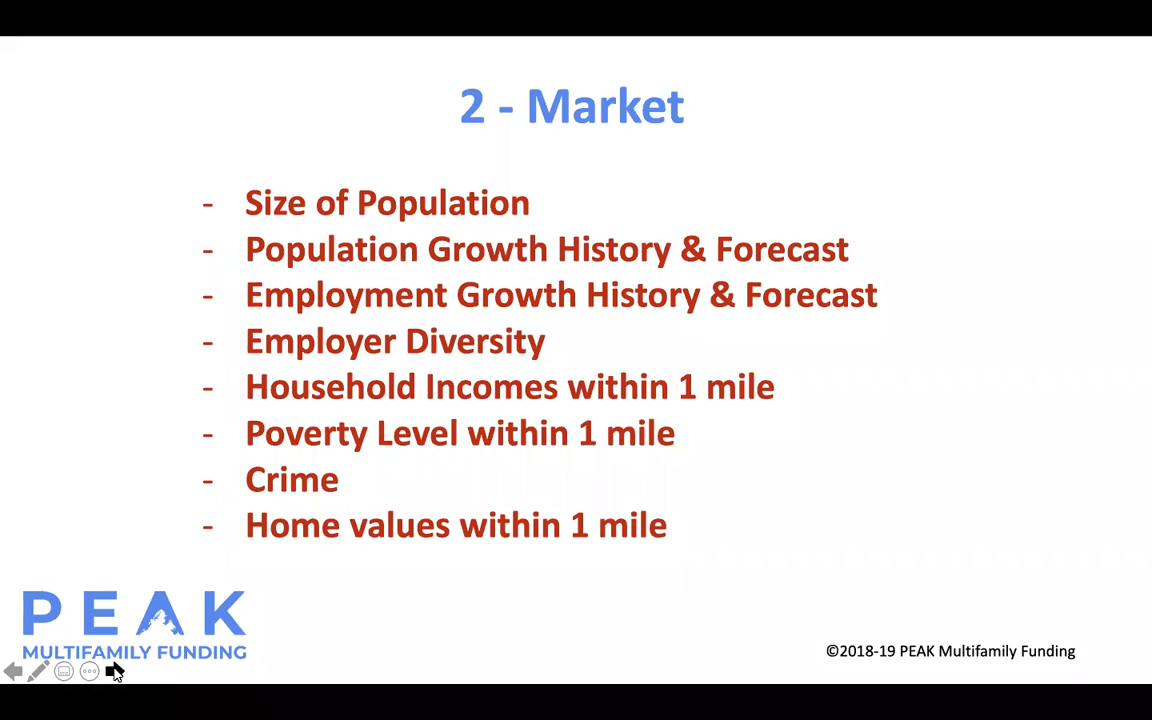 2 - Market
- Size of Population
- Population Growth History & Forecast
- Employment Growth History & Forecast
- Employer Diversity
- Household Incomes within 1 mile
- Poverty Level within 1 mile
- Crime
- Home values within 1 mile
PEAK
MULTIFAMILY FUNDING
©2018-19 PEAK Multifamily Funding